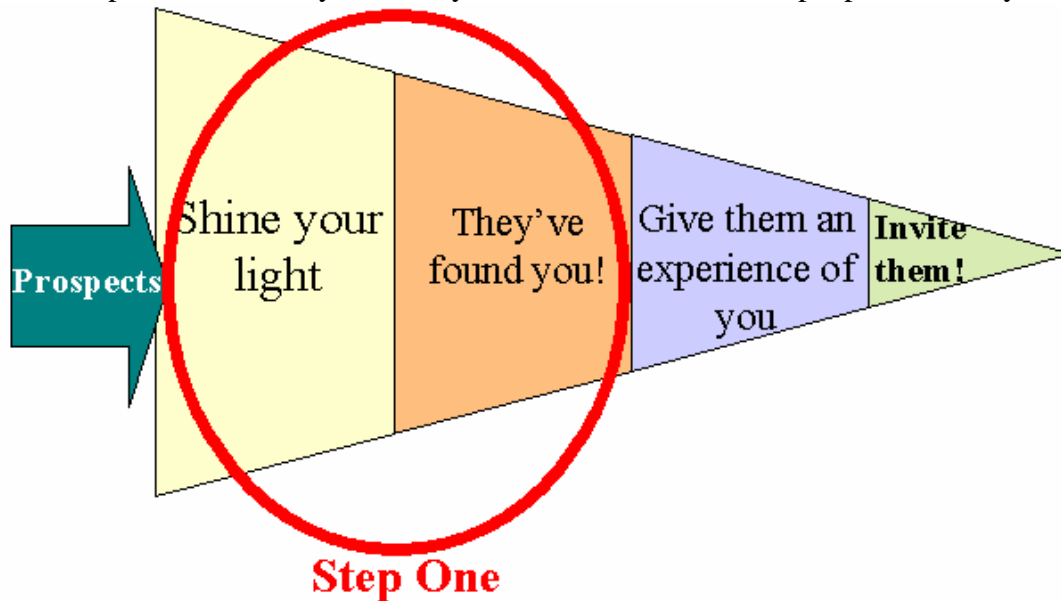 Prospects
Shine your
light
They've
found you!
Give them an
experience of
you
Invite
them!
Step One